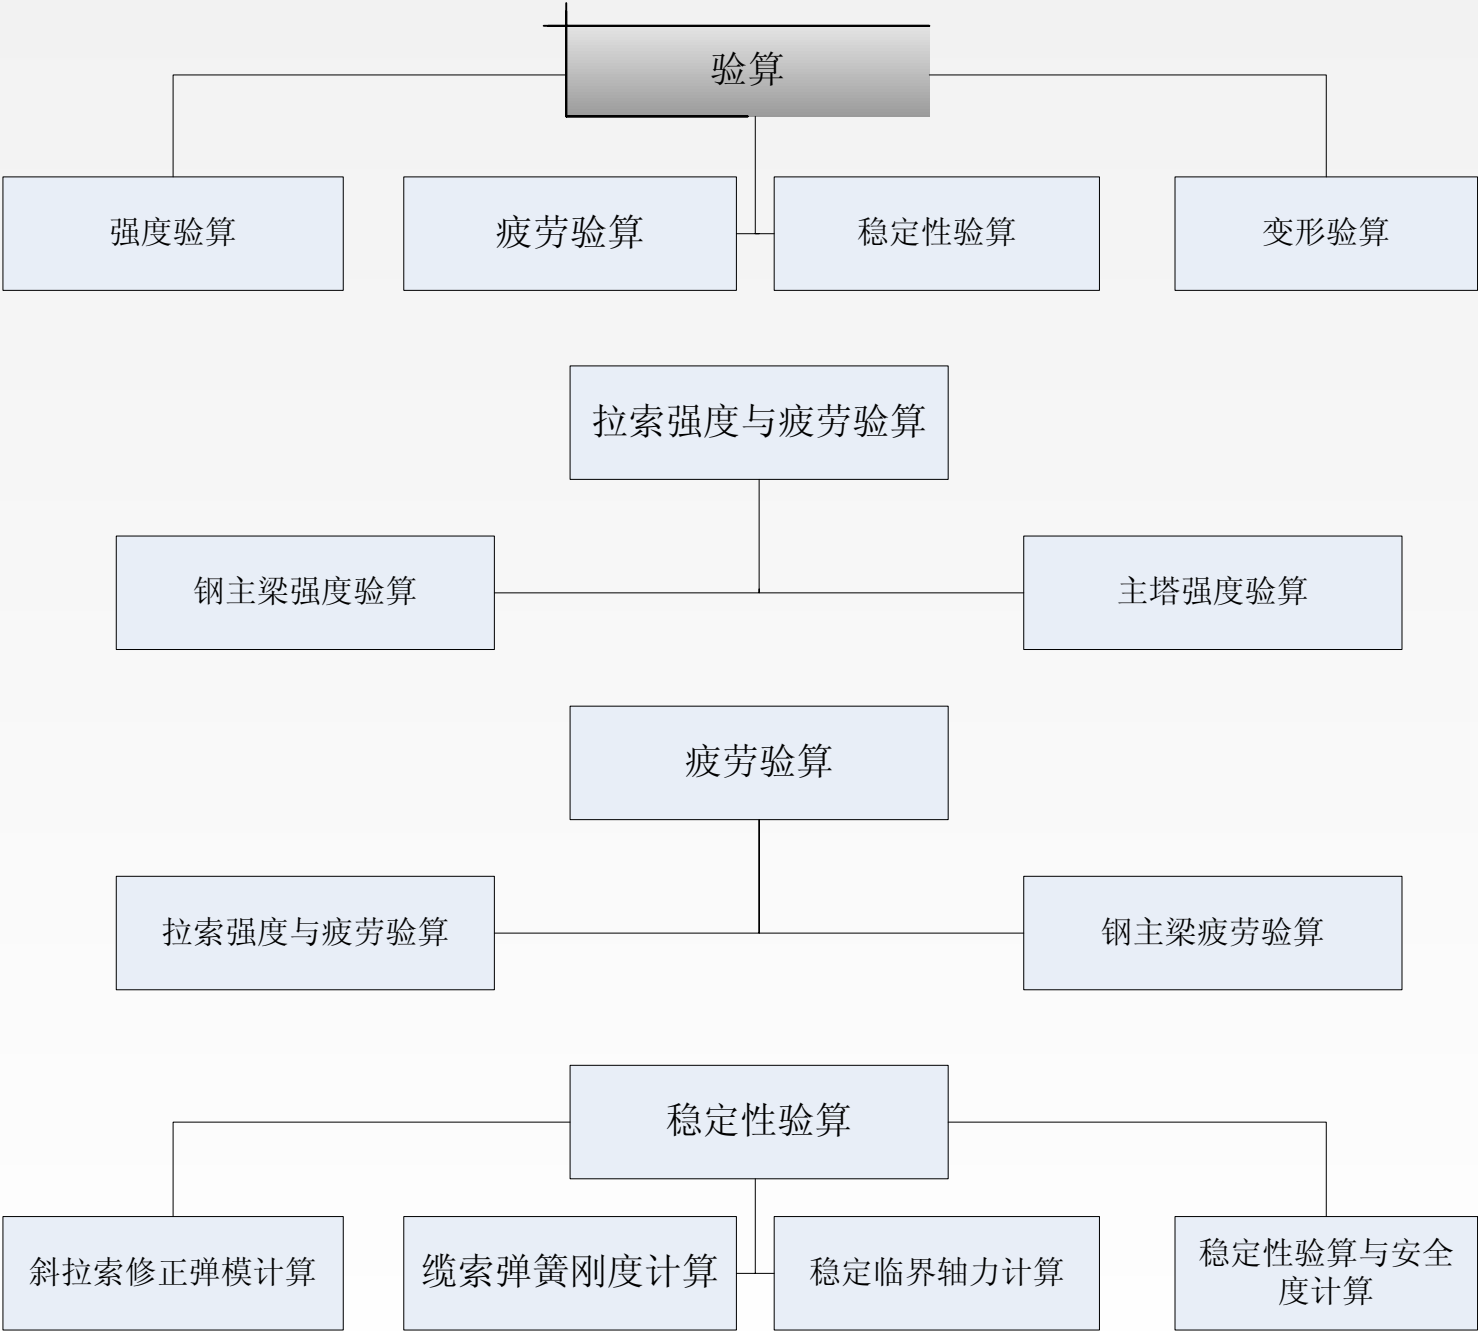 验算
强度验算
疲劳验算
稳定性验算
变形验算
拉索强度与疲劳验算
钢主梁强度验算
主塔强度验算
疲劳验算
拉索强度与疲劳验算
钢主梁疲劳验算
稳定性验算
斜拉索修正弹模计算
缆索弹簧刚度计算
稳定临界轴力计算
稳定性验算与安全
度计算